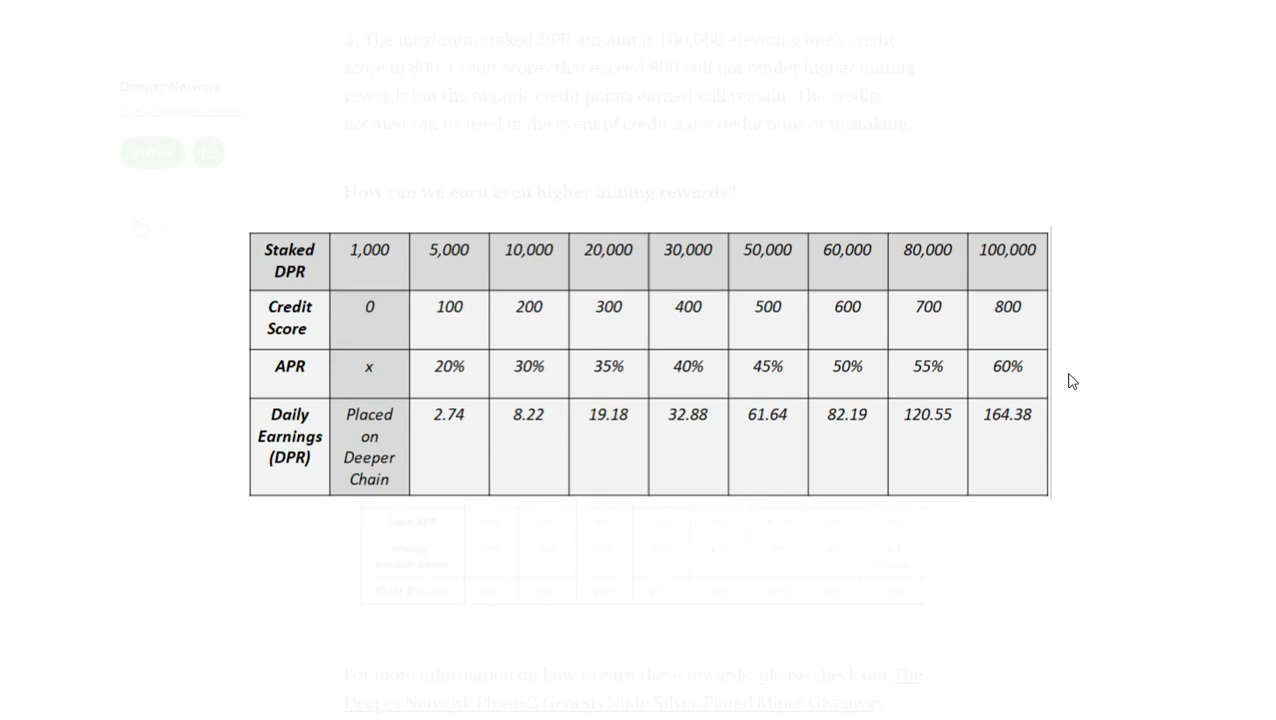 3. The maximum staked DPR amount is 100,000 elevating one's credit
score to 800. Credit scores that exceed 800 will not render higher mining
rewards but the organic credit points earned will remain. The credits
accrued can be used in the event of credit score deductions or unstaking.
Deeper Network
How can we earn even higher mining rewards?
Staked DPR 1,000 5,000 10,000 20,000 30,000 50,000 60,000 80,000 100,000
Credit Score 0 100 200 300 400 500 600 700 800
APR x 20% 30% 35% 40% 45% 50% 55% 60%
Daily Earnings (DPR) Placed on Deeper Chain 2.74 8.22 19.18 32.88 61.64 82.19 120.55 164.38
For more information on how to earn these rewards, please check out The
Deeper Network Phase-2 Genesis Node Silver-Plated Miner Giveaway